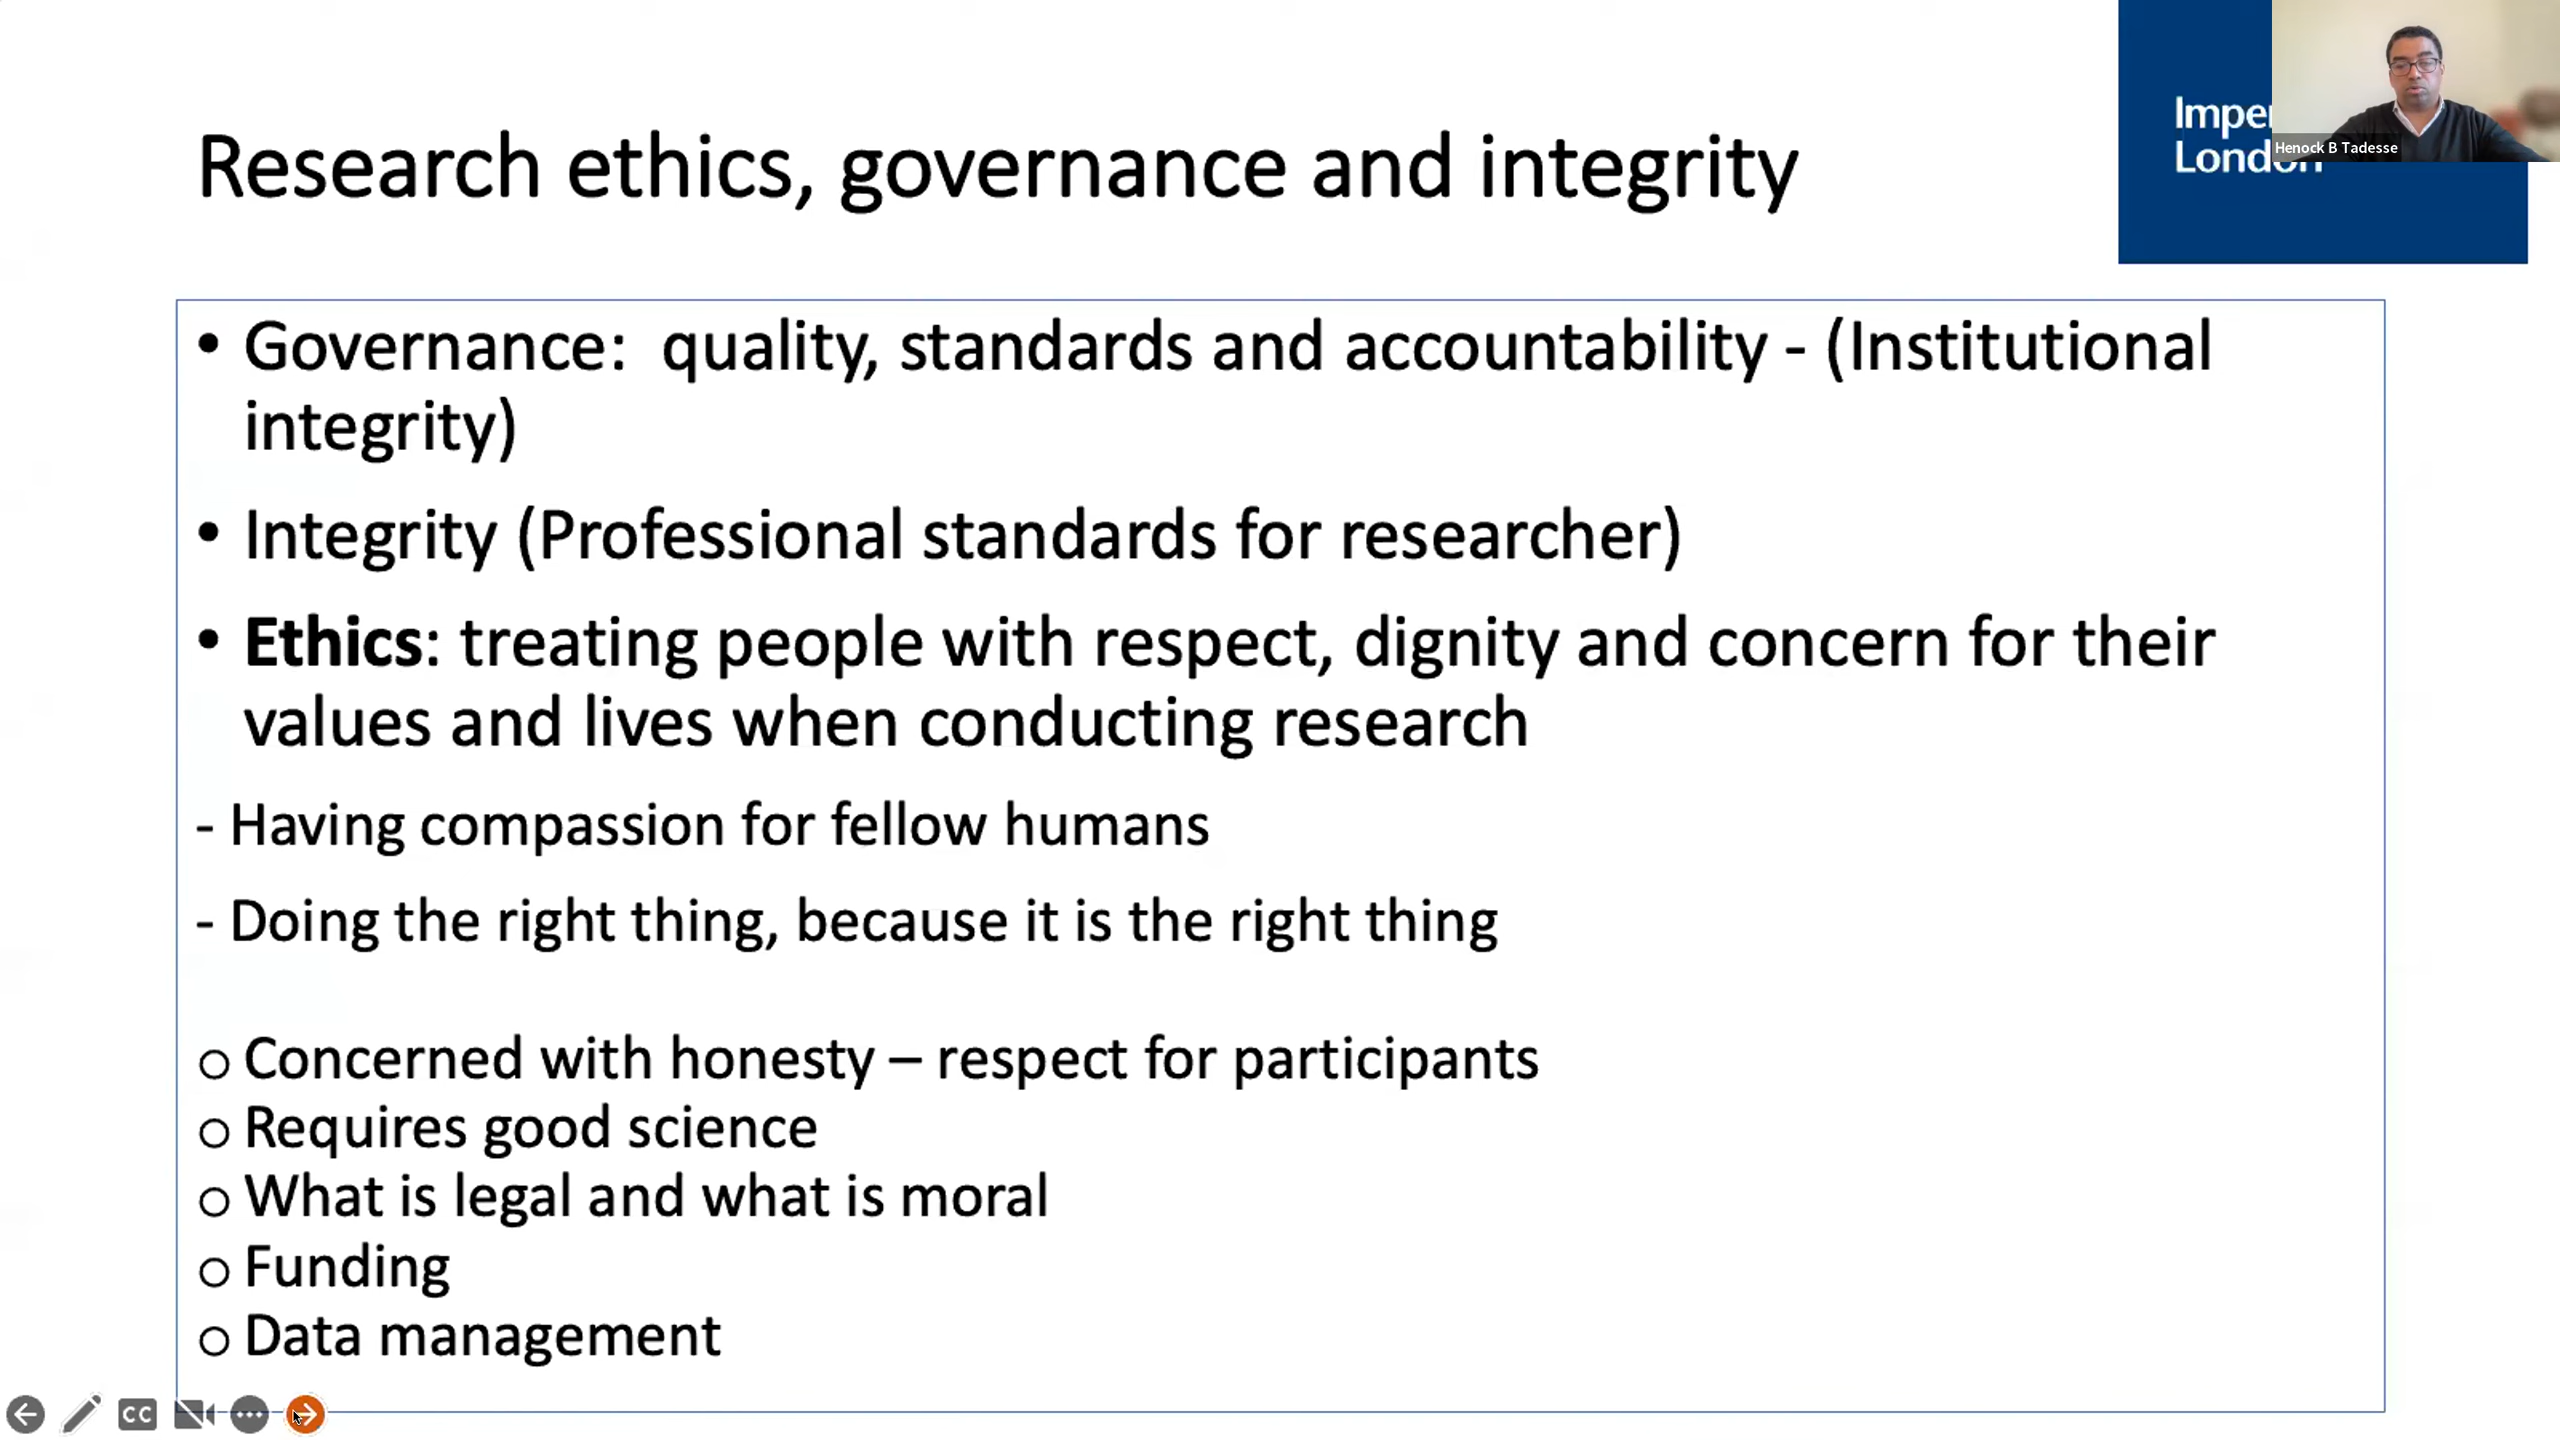 Research ethics, governance and integrity
Impe
London
Henock B Tadesse
• Governance:  quality, standards and accountability - (Institutional
integrity)
• Integrity (Professional standards for researcher)
• Ethics: treating people with respect, dignity and concern for their
values and lives when conducting research
- Having compassion for fellow humans
- Doing the right thing, because it is the right thing
o Concerned with honesty – respect for participants
o Requires good science
o What is legal and what is moral
o Funding
o Data management
CC